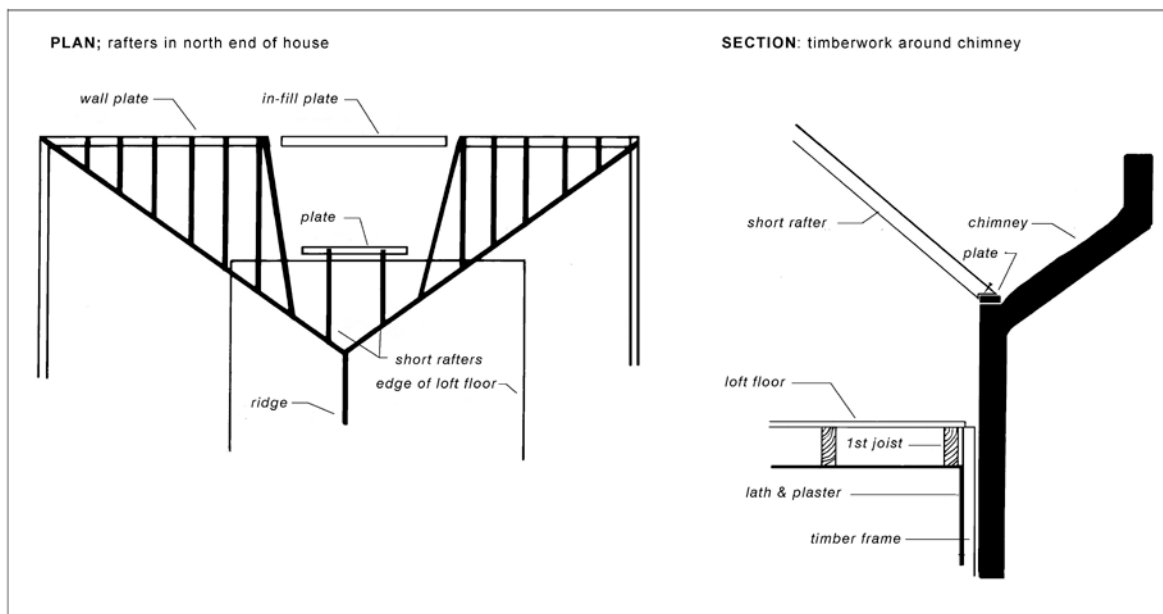 PLAN; rafters in north end of house
wall plate
in-fill plate
plate
short rafters
edge of loft floor
ridge
SECTION: timberwork around chimney
short rafter
chimney
plate
loft floor
1st joist
lath & plaster
timber frame